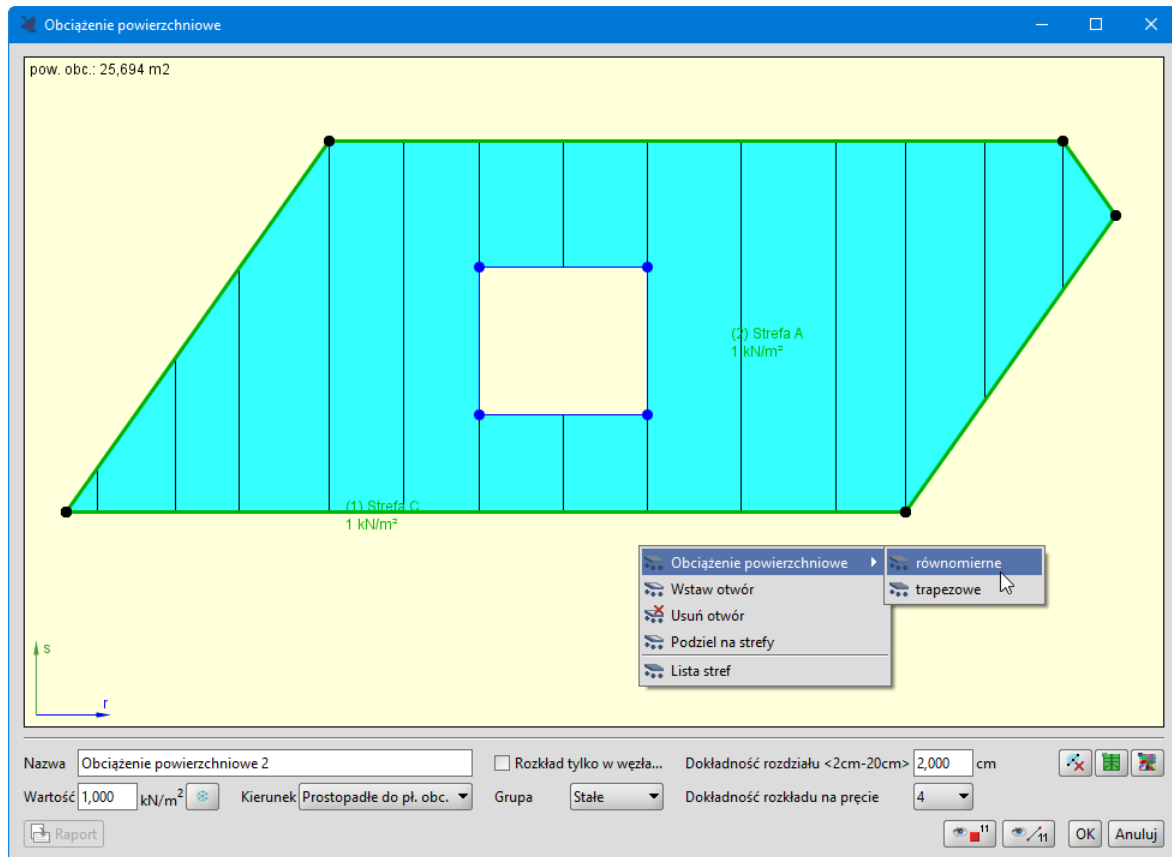 Obciążenie powierzchniowe
pow. obc.: 25,694 m2
(2) Strefa A
1 kN/m²
(1) Strefa C
1 kN/m²
Obciążenie powierzchniowe
równomierne
Wstaw otwór
trapezowe
Usuń otwór
Podziel na strefy
Lista stref
s
r
Nazwa Obciążenie powierzchniowe 2 Rozkład tylko w węzła... Dokładność rozdziału <2cm-20cm> 2,000 cm
Wartość 1,000 kN/m² Kierunek Prostopadłe do pł. obc. Grupa Stałe Dokładność rozkładu na pręcie 4
Raport 11 11 OK Anuluj